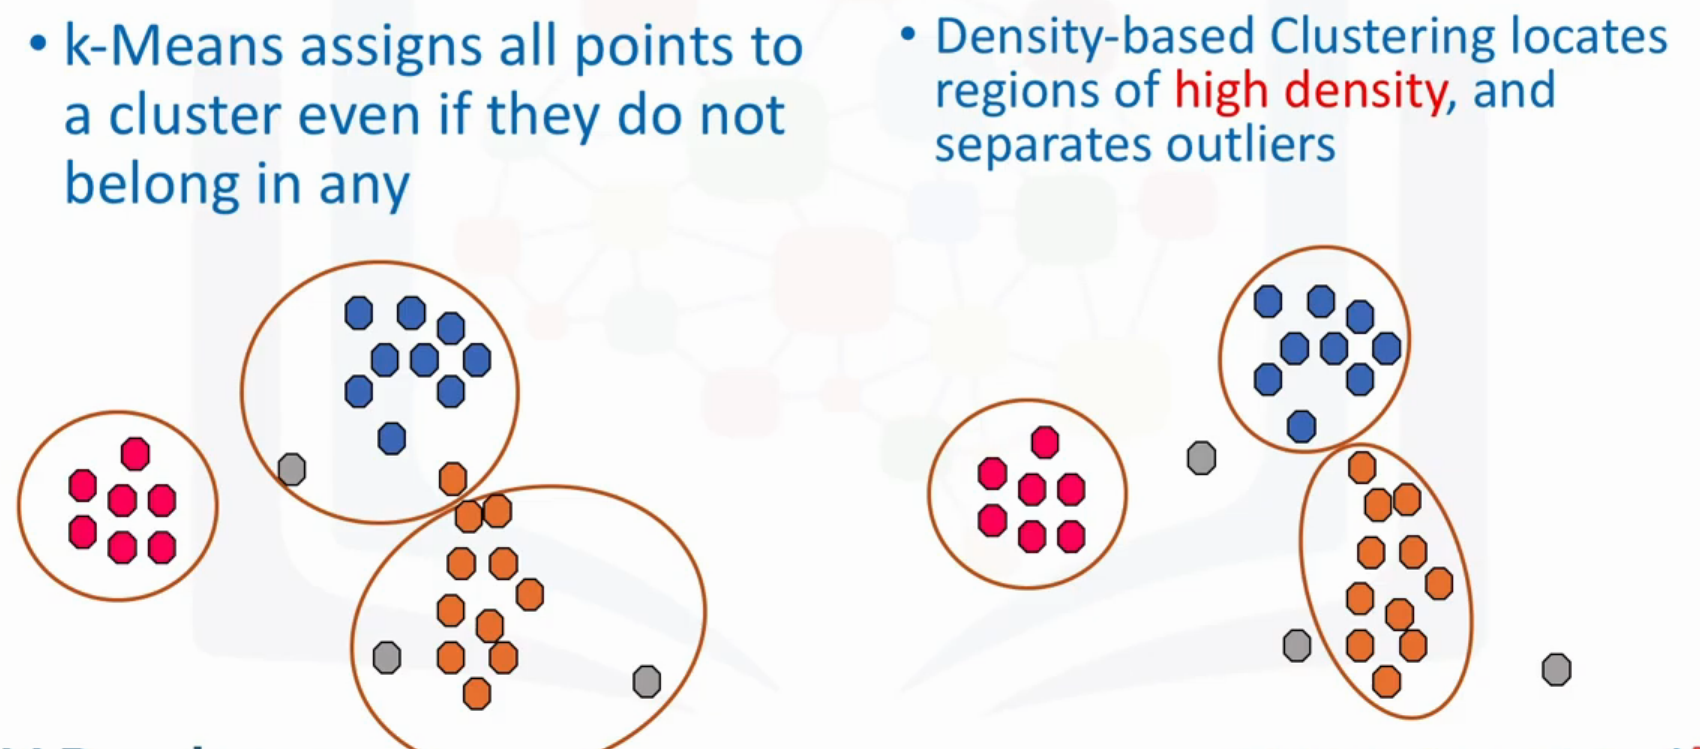 • k-Means assigns all points to
a cluster even if they do not
belong in any
• Density-based Clustering locates
regions of high density, and
separates outliers